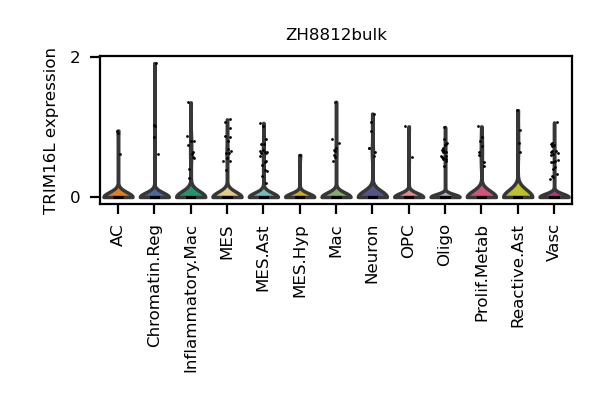 ZH8812bulk
TRIM16L expression
2
0
AC
Chromatin.Reg
Inflammatory.Mac
MES
MES.Ast
MES.Hyp
Mac
Neuron
OPC
Oligo
Prolif.Metab
Reactive.Ast
Vasc